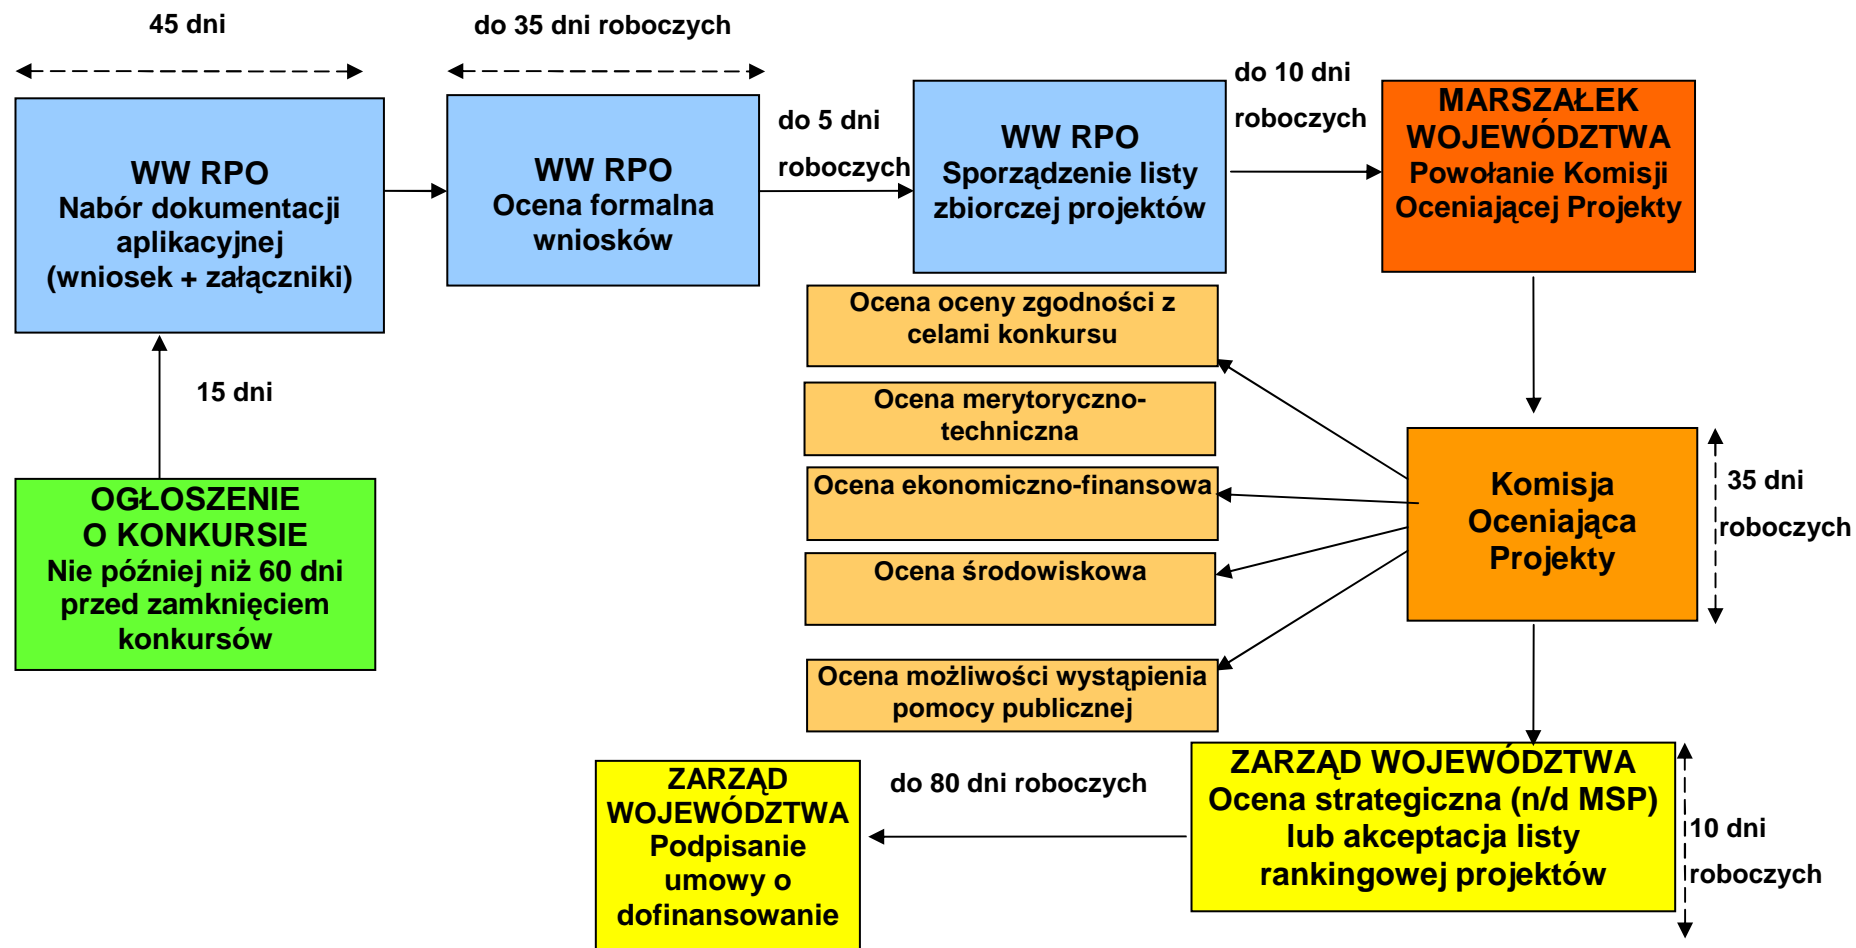 45 dni
do 35 dni roboczych
WW RPO
Nabór dokumentacji
aplikacyjnej
(wniosek + załączniki)
WW RPO
Ocena formalna
wniosków
do 5 dni
roboczych
WW RPO
Sporządzenie listy
zbiorczej projektów
do 10 dni
roboczych
MARSZAŁEK
WOJEWÓDZTWA
Powołanie Komisji
Oceniającej Projekty
15 dni
OGŁOSZENIE
O KONKURSIE
Nie później niż 60 dni
przed zamknięciem
konkursów
Ocena oceny zgodności z
celami konkursu
Ocena merytoryczno-
techniczna
Ocena ekonomiczno-finansowa
Ocena środowiskowa
Ocena możliwości wystąpienia
pomocy publicznej
Komisja
Oceniająca
Projekty
35 dni
roboczych
ZARZĄD WOJEWÓDZTWA
Ocena strategiczna (n/d MSP)
lub akceptacja listy
rankingowej projektów
10 dni
roboczych
do 80 dni roboczych
ZARZĄD
WOJEWÓDZTWA
Podpisanie
umowy o
dofinansowanie